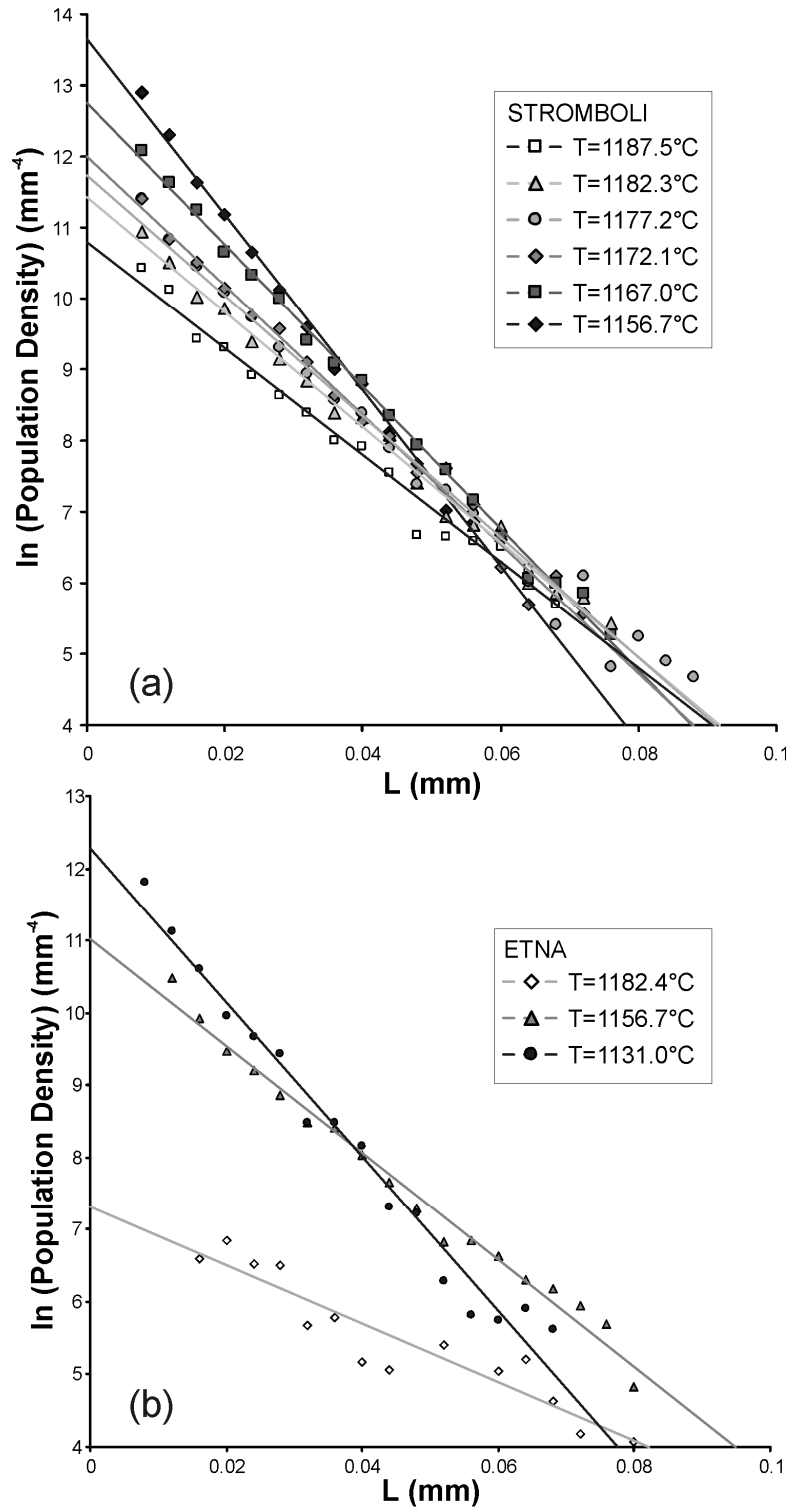 14
13
12
11
10
9
8
7
6
5
4
ln (Population Density) (mm-4)
STROMBOLI
T=1187.5°C
T=1182.3°C
T=1177.2°C
T=1172.1°C
T=1167.0°C
T=1156.7°C
(a)
0 0.02 0.04 0.06 0.08 0.1
L (mm)
13
12
11
10
9
8
7
6
5
4
ln (Population Density) (mm-4)
ETNA
T=1182.4°C
T=1156.7°C
T=1131.0°C
(b)
0 0.02 0.04 0.06 0.08 0.1
L (mm)